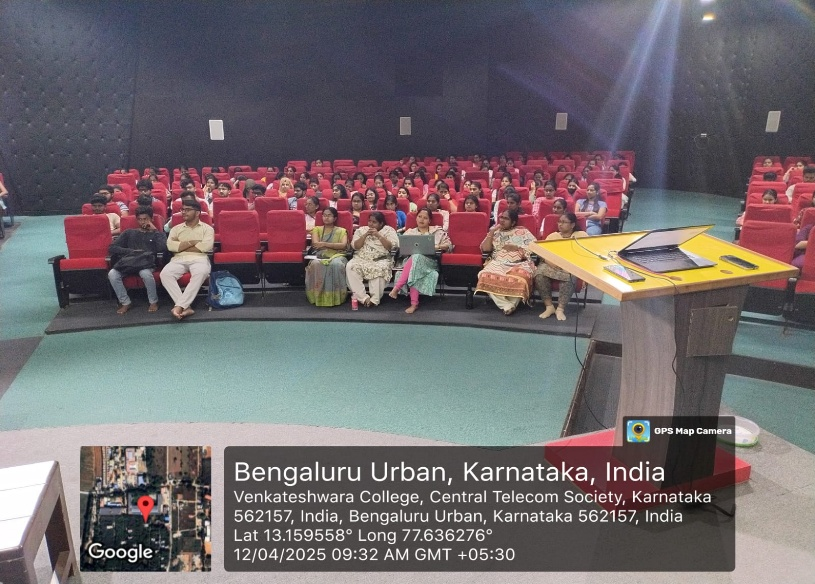 GPS Map Camera
Bengaluru Urban, Karnataka, India
Venkateshwara College, Central Telecom Society, Karnataka
562157, India, Bengaluru Urban, Karnataka 562157, India
Lat 13.159558° Long 77.636276°
12/04/2025 09:32 AM GMT +05:30
Google